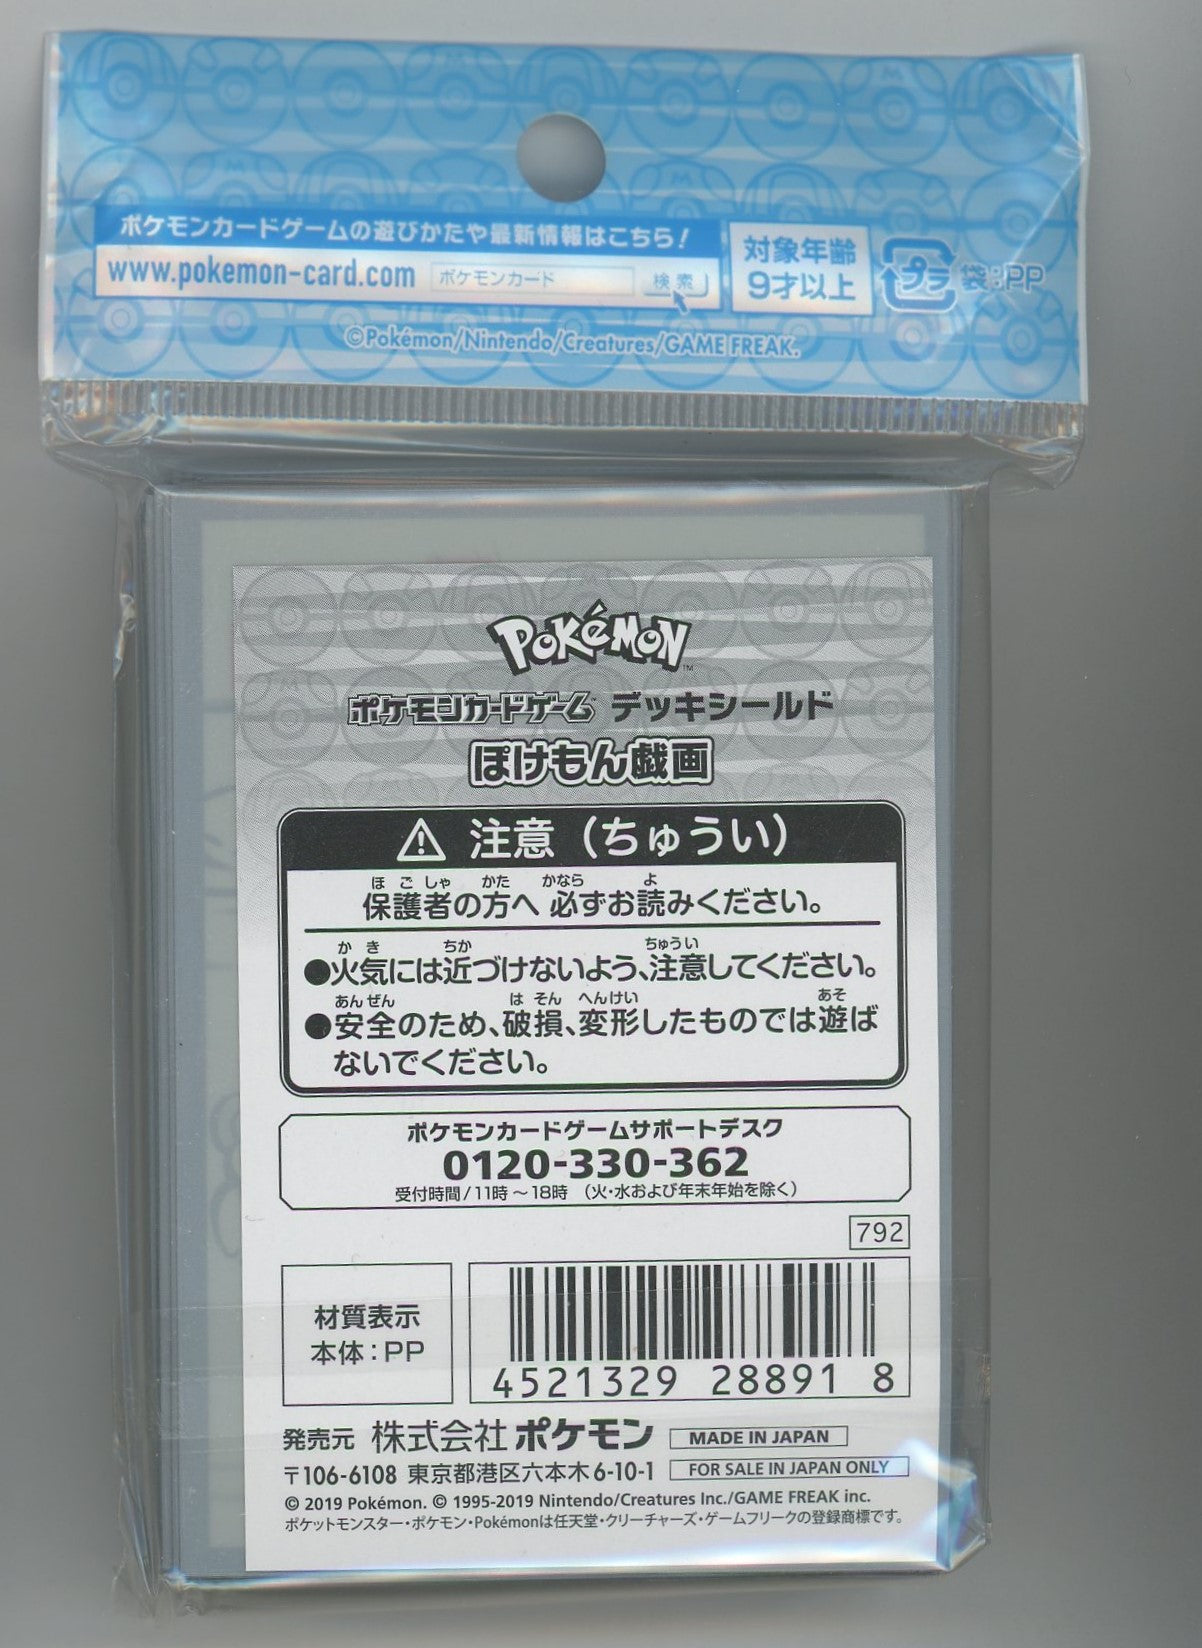 ポケモンカードゲームの遊びかたや最新情報はこちら!
www.pokemon-card.com ポケモンカード 検索
対象年齢
9才以上
プラ 袋:PP
©Pokémon/Nintendo/Creatures/GAME FREAK.
POKéMON™
ポケモンカードゲーム™ デッキシールド
ぽけもん戯画
注意(ちゅうい)
ほごしゃ かた かなら よ
保護者の方へ 必ずお読みください。
かき ちか ちゅうい
●火気には近づけないよう、注意してください。
あんぜん はそん へんけい あそ
●安全のため、破損、変形したものでは遊ば
ないでください。
ポケモンカードゲームサポートデスク
0120-330-362
受付時間/11時~18時 (火・水および年末年始を除く)
792
材質表示
本体:PP
4521329 28891 8
発売元 株式会社ポケモン MADE IN JAPAN
〒106-6108 東京都港区六本木6-10-1 FOR SALE IN JAPAN ONLY
© 2019 Pokémon. © 1995-2019 Nintendo/Creatures Inc./GAME FREAK inc.
ポケットモンスター・ポケモン・Pokémonは任天堂・クリーチャーズ・ゲームフリークの登録商標です。